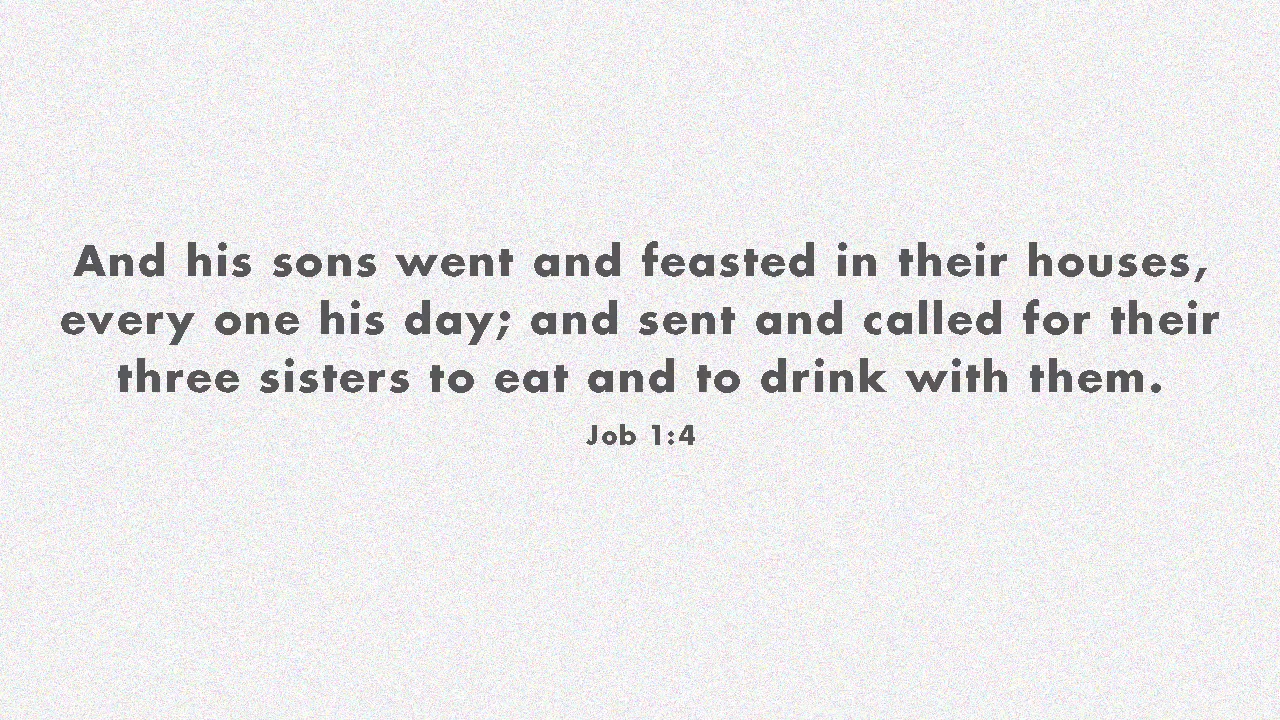 And his sons went and feasted in their houses,
every one his day; and sent and called for their
three sisters to eat and to drink with them.
Job 1:4